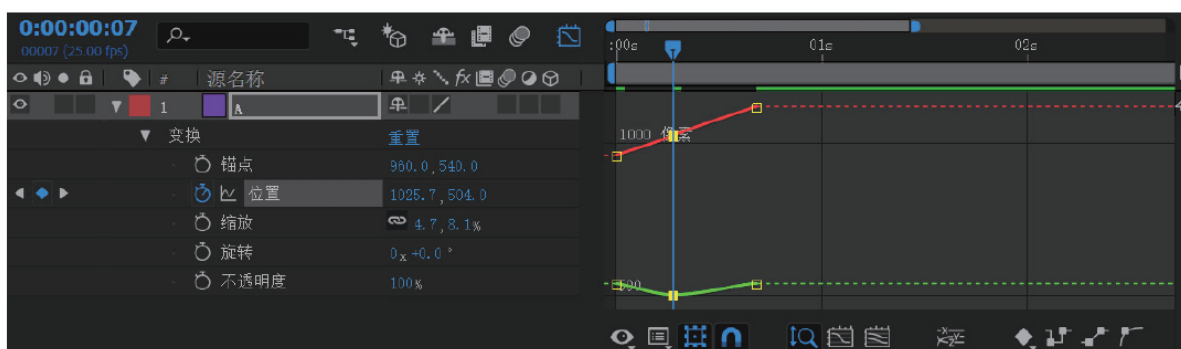 0:00:00:07
00007 (25.00 fps)
:00s 01s 02s
# 源名称
1 A
变换 重置
锚点 960.0,540.0
位置 1025.7,504.0
缩放 4.7,8.1%
旋转 0x+0.0°
不透明度 100%
1000 像素
500